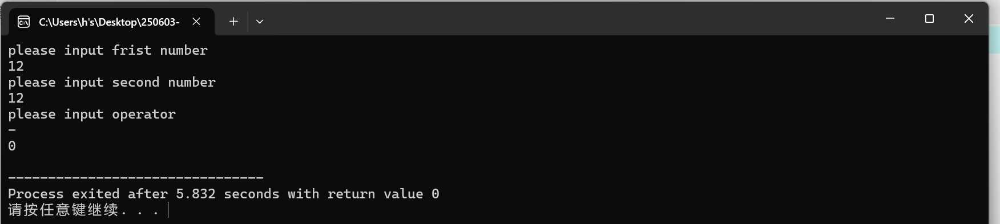 C:\Users\h's\Desktop\250603-
please input frist number
12
please input second number
12
please input operator
-
0
--------------------------------
Process exited after 5.832 seconds with return value 0
请按任意键继续. . .